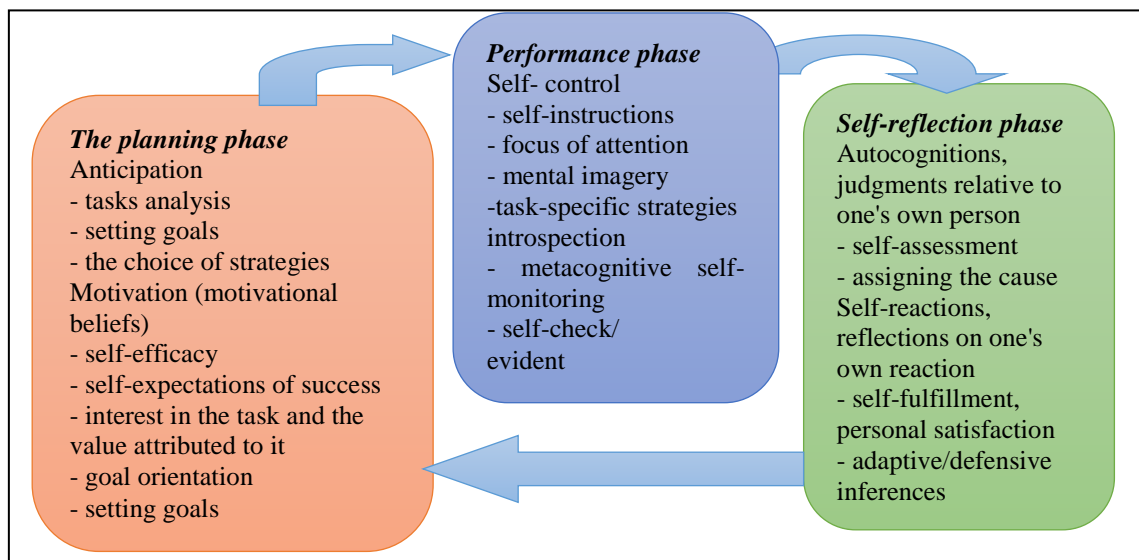 The planning phase
Anticipation
- tasks analysis
- setting goals
- the choice of strategies
Motivation (motivational
beliefs)
- self-efficacy
- self-expectations of success
- interest in the task and the
value attributed to it
- goal orientation
- setting goals
Performance phase
Self- control
- self-instructions
- focus of attention
- mental imagery
-task-specific strategies
introspection
- metacognitive self-
monitoring
- self-check/
evident
Self-reflection phase
Autocognitions,
judgments relative to
one's own person
- self-assessment
- assigning the cause
Self-reactions,
reflections on one's
own reaction
- self-fulfillment,
personal satisfaction
- adaptive/defensive
inferences